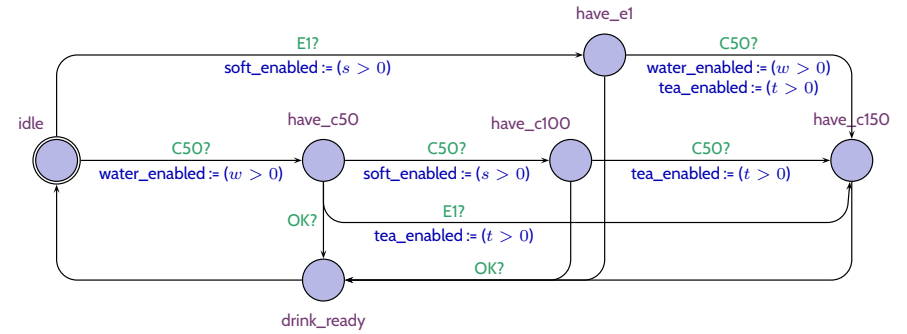 have_e1
E1?
soft_enabled := (s > 0)
C50?
water_enabled := (w > 0)
tea_enabled := (t > 0)
idle
have_c50
have_c100
have_c150
C50?
water_enabled := (w > 0)
C50?
soft_enabled := (s > 0)
C50?
tea_enabled := (t > 0)
E1?
tea_enabled := (t > 0)
OK?
OK?
drink_ready